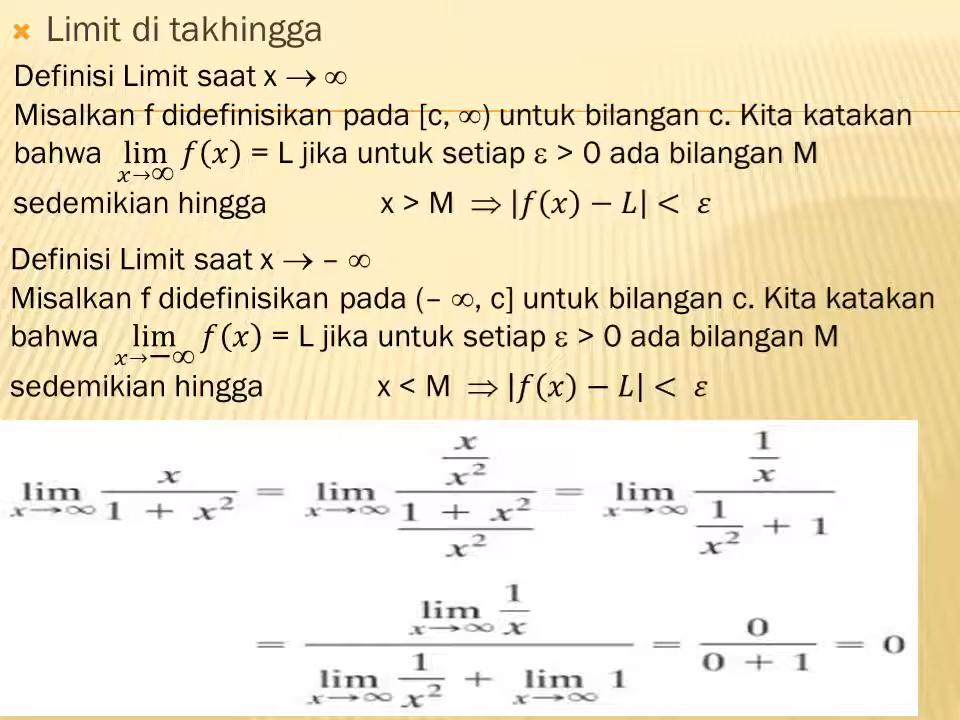 Limit di takhingga
Definisi Limit saat x → ∞
Misalkan f didefinisikan pada [c, ∞) untuk bilangan c. Kita katakan
bahwa lim x→∞ f(x) = L jika untuk setiap ε > 0 ada bilangan M
sedemikian hingga x > M ⇒ |f(x) − L| < ε
Definisi Limit saat x → – ∞
Misalkan f didefinisikan pada (– ∞, c] untuk bilangan c. Kita katakan
bahwa lim x→−∞ f(x) = L jika untuk setiap ε > 0 ada bilangan M
sedemikian hingga x < M ⇒ |f(x) − L| < ε
lim x→∞ x/(1 + x²) = lim x→∞ (x/x²)/((1 + x²)/x²) = lim x→∞ (1/x)/(1/x² + 1)
= (lim x→∞ 1/x)/(lim x→∞ 1/x² + lim x→∞ 1) = 0/(0 + 1) = 0